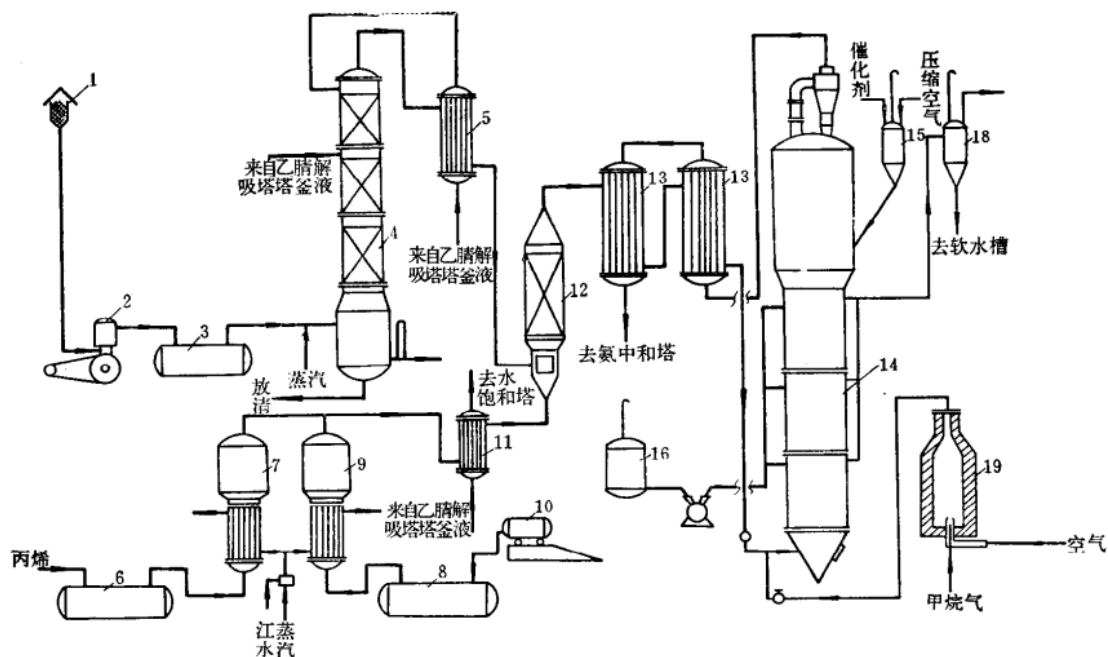 1
2
3
来自乙腈解
吸塔塔釜液
4
5
来自乙腈解
吸塔塔釜液
蒸汽
放
清
去水
饱和塔
7
9
11
12
13
13
去氨中和塔
催
化
剂
压
缩
空
气
15
18
去软水槽
14
16
19
空气
甲烷气
丙烯
6
江
水
蒸
汽
来自乙腈解
吸塔塔釜液
8
10